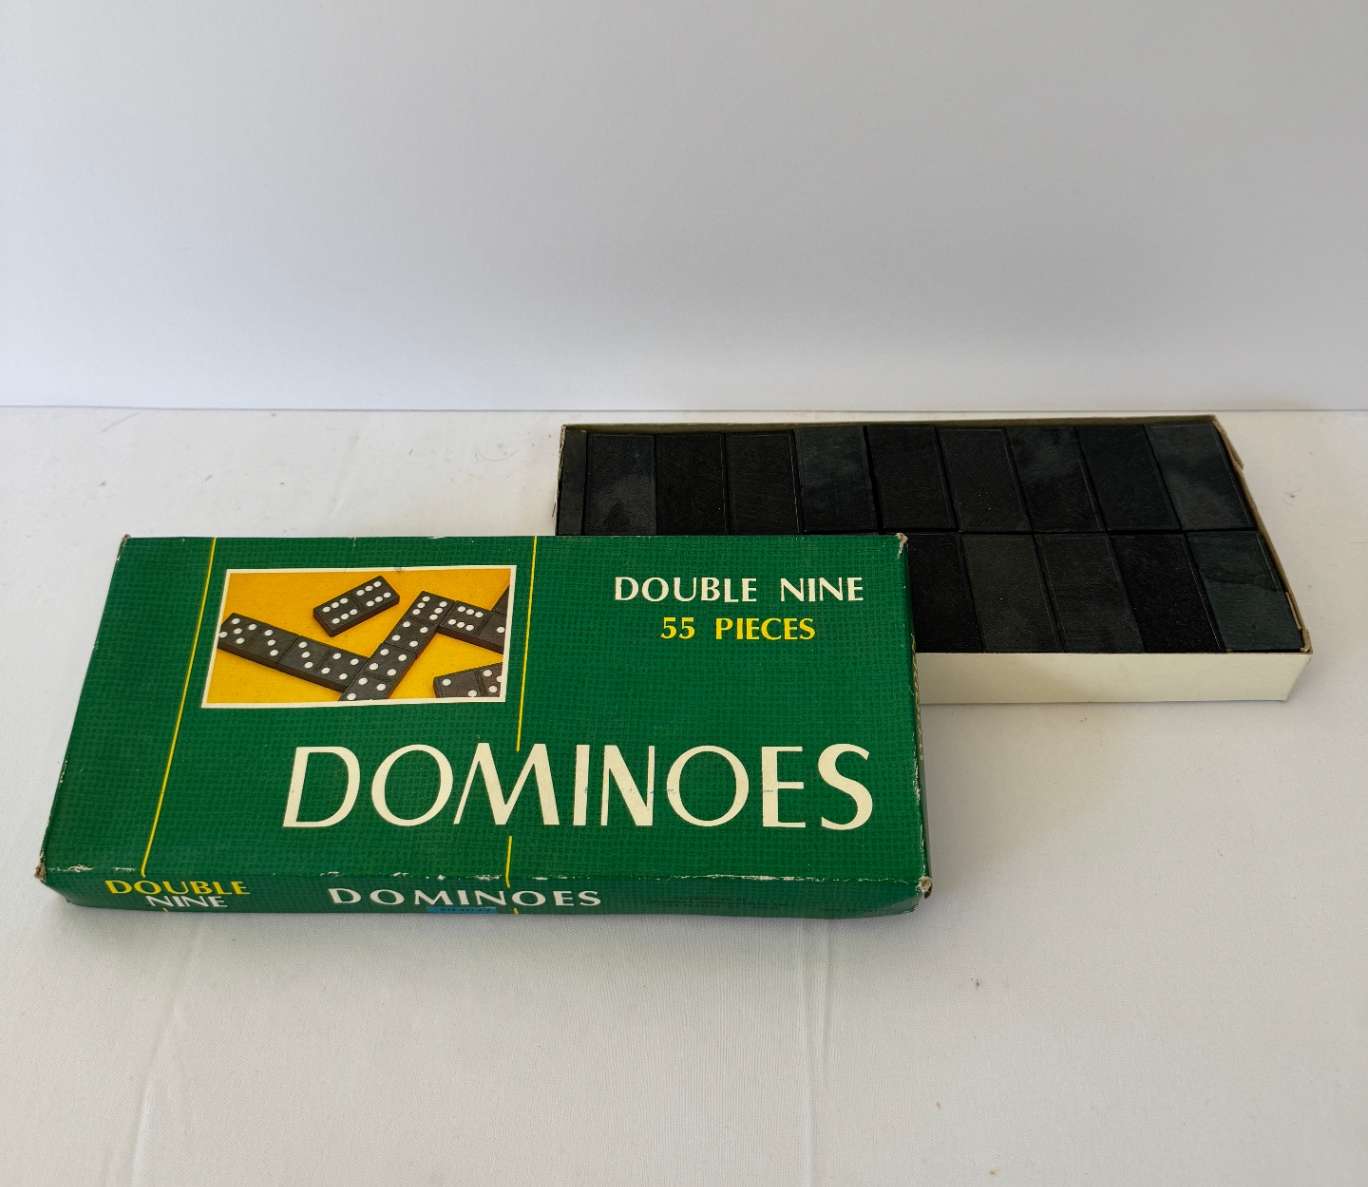 DOUBLE NINE
55 PIECES
DOMINOES
DOUBLE
NINE
DOMINOES